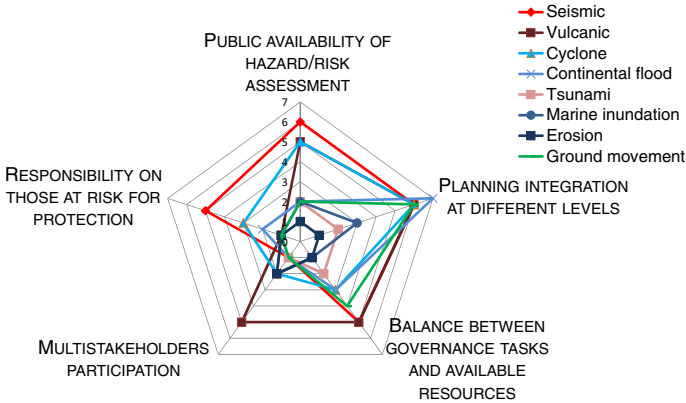 Seismic
Vulcanic
Cyclone
Continental flood
Tsunami
Marine inundation
Erosion
Ground movement
PUBLIC AVAILABILITY OF
HAZARD/RISK
ASSESSMENT
7
6
5
4
3
2
1
0
RESPONSIBILITY ON
THOSE AT RISK FOR
PROTECTION
PLANNING INTEGRATION
AT DIFFERENT LEVELS
MULTISTAKEHOLDERS
PARTICIPATION
BALANCE BETWEEN
GOVERNANCE TASKS
AND AVAILABLE
RESOURCES